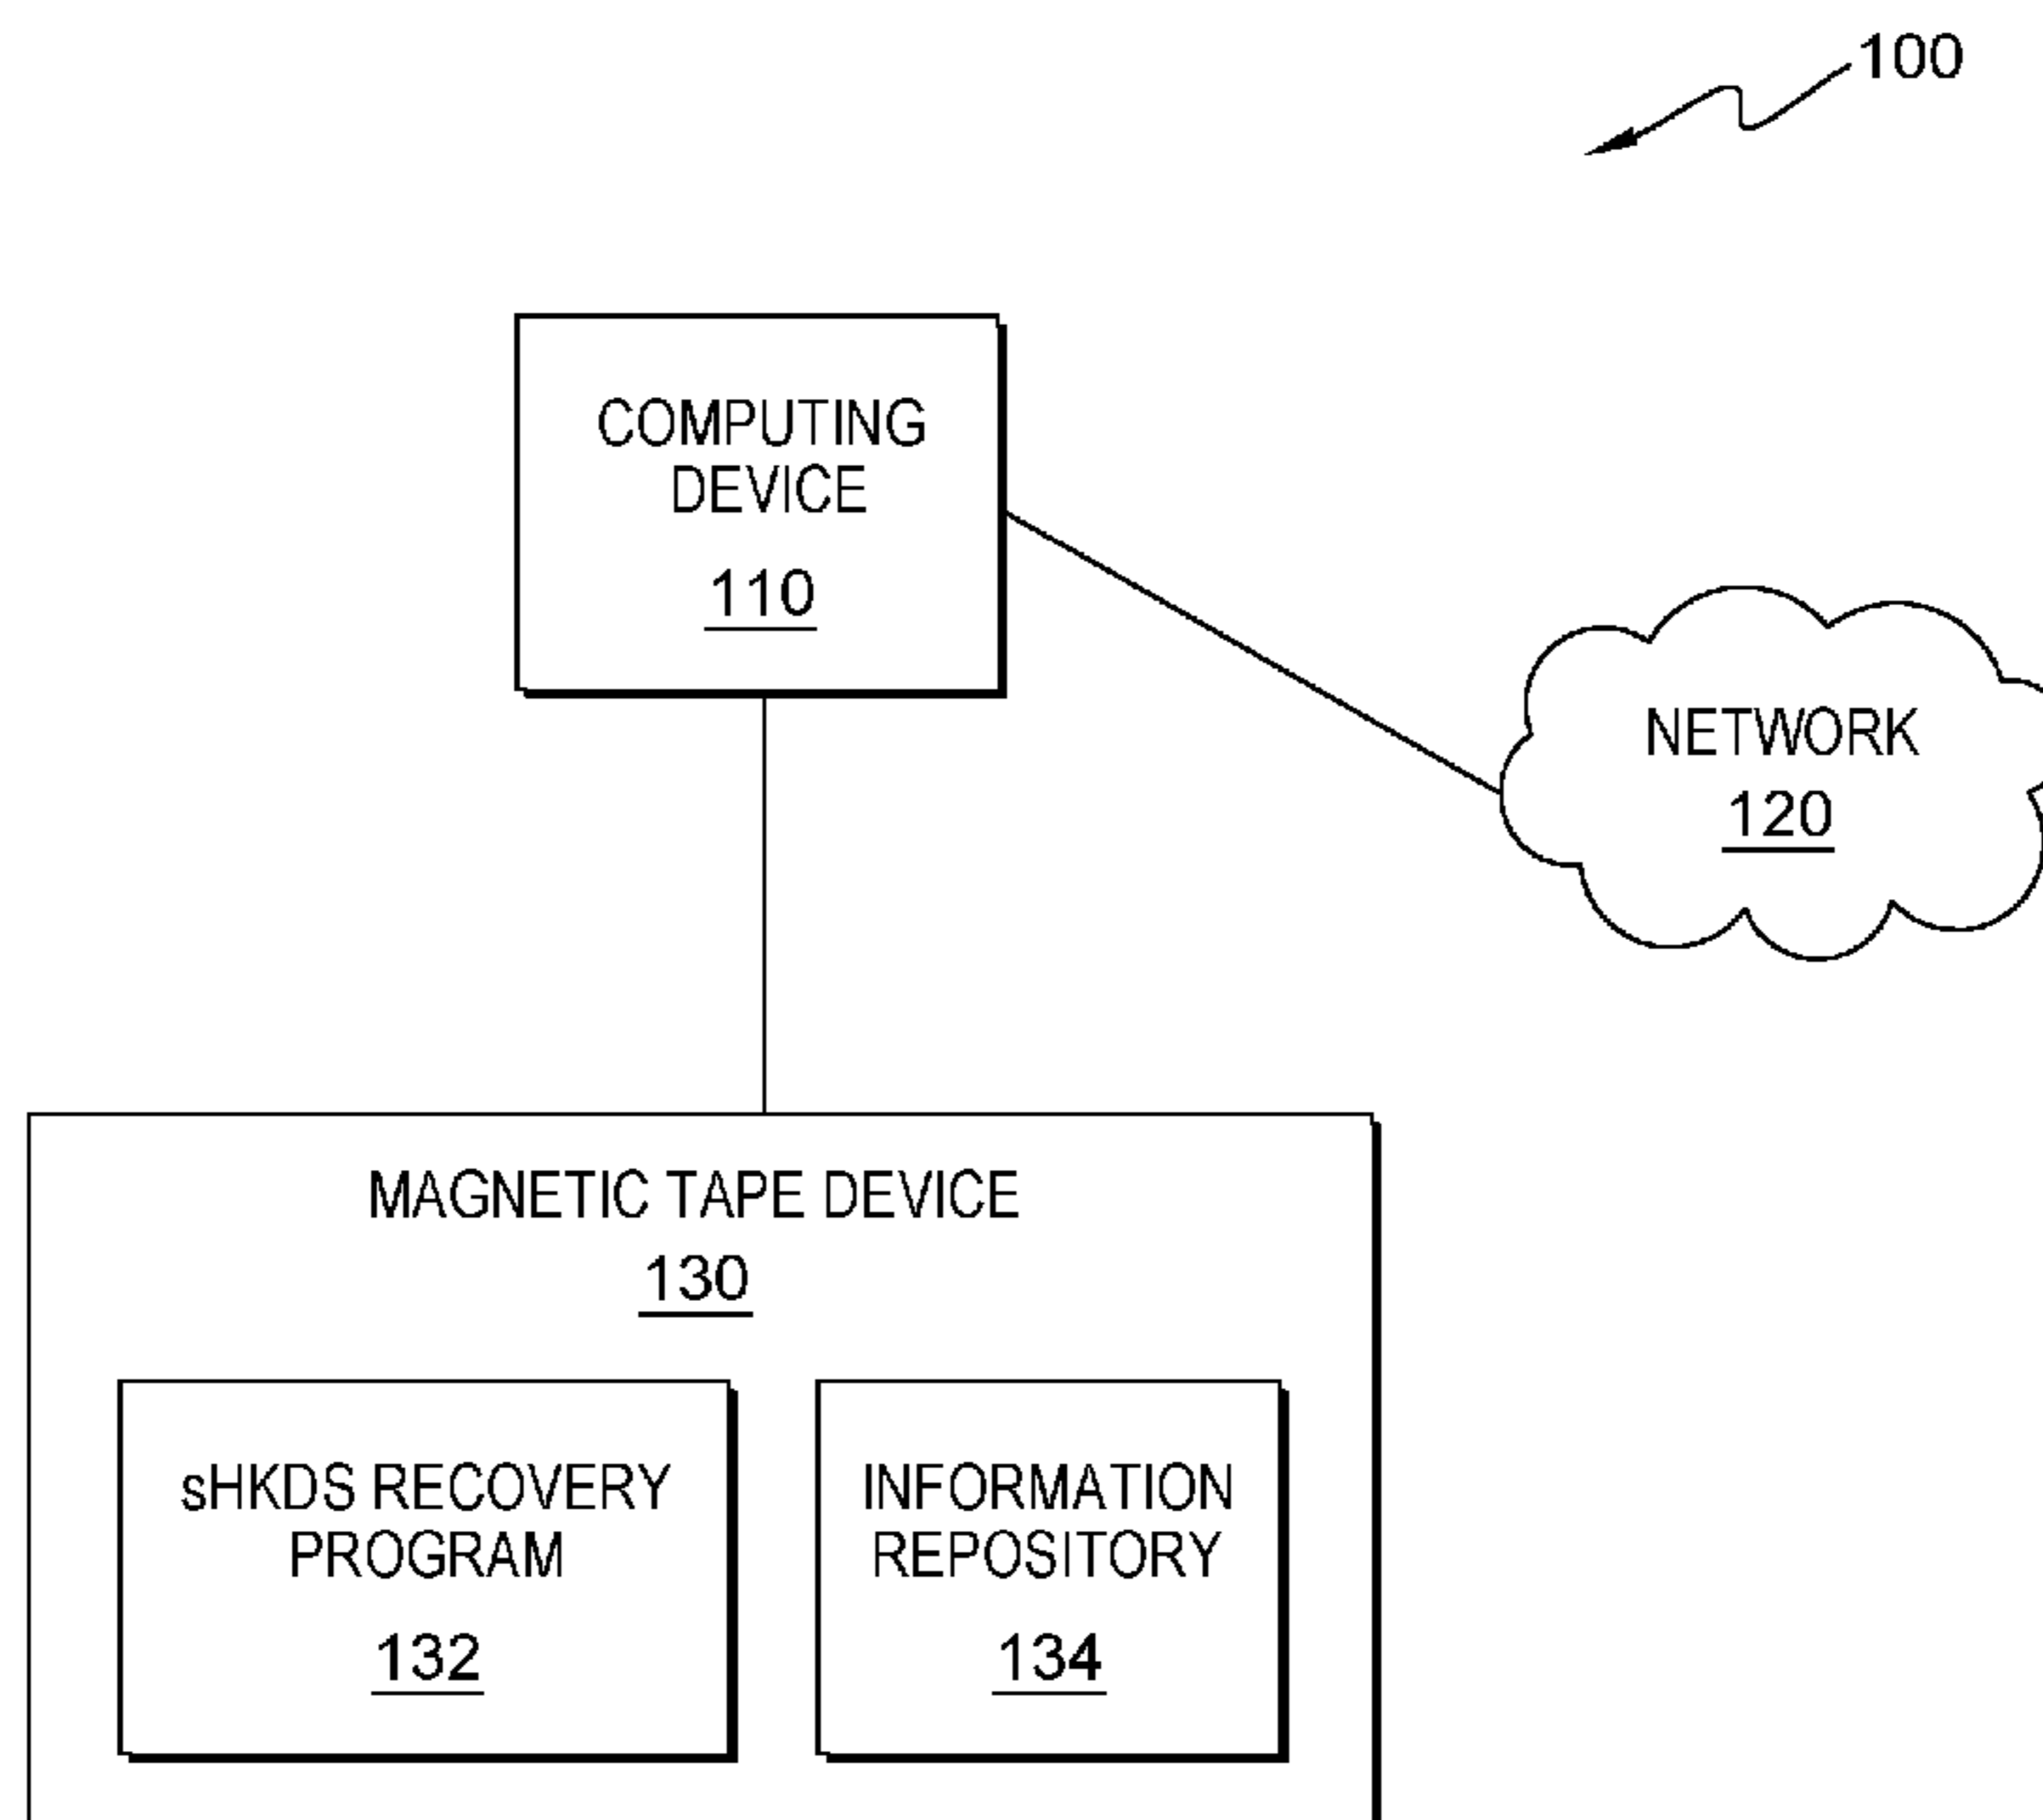 100
COMPUTING
DEVICE
110
NETWORK
120
MAGNETIC TAPE DEVICE
130
sHKDS RECOVERY
PROGRAM
132
INFORMATION
REPOSITORY
134